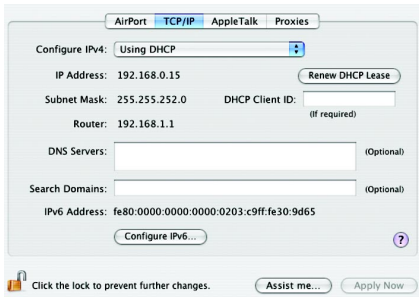 AirPort TCP/IP AppleTalk Proxies
Configure IPv4: Using DHCP
IP Address: 192.168.0.15 Renew DHCP Lease
Subnet Mask: 255.255.252.0 DHCP Client ID:
(If required)
Router: 192.168.1.1
DNS Servers: (Optional)
Search Domains: (Optional)
IPv6 Address: fe80:0000:0000:0000:0203:c9ff:fe30:9d65
Configure IPv6... ?
Click the lock to prevent further changes. Assist me... Apply Now